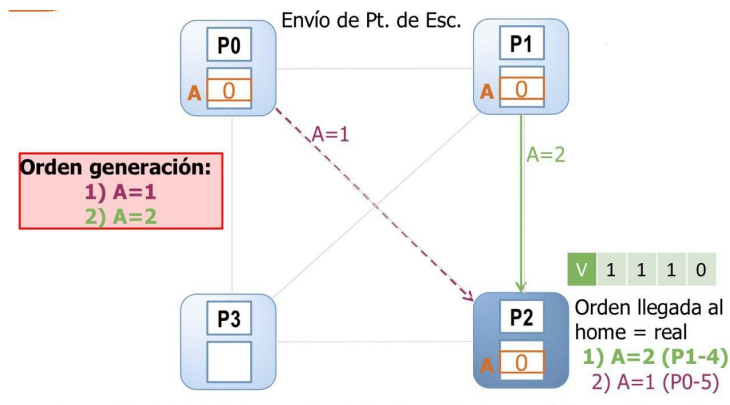 Envío de Pt. de Esc.
P0
A 0
P1
A 0
A=1
A=2
Orden generación:
1) A=1
2) A=2
V 1 1 1 0
P3
P2
A 0
Orden llegada al
home = real
1) A=2 (P1-4)
2) A=1 (P0-5)